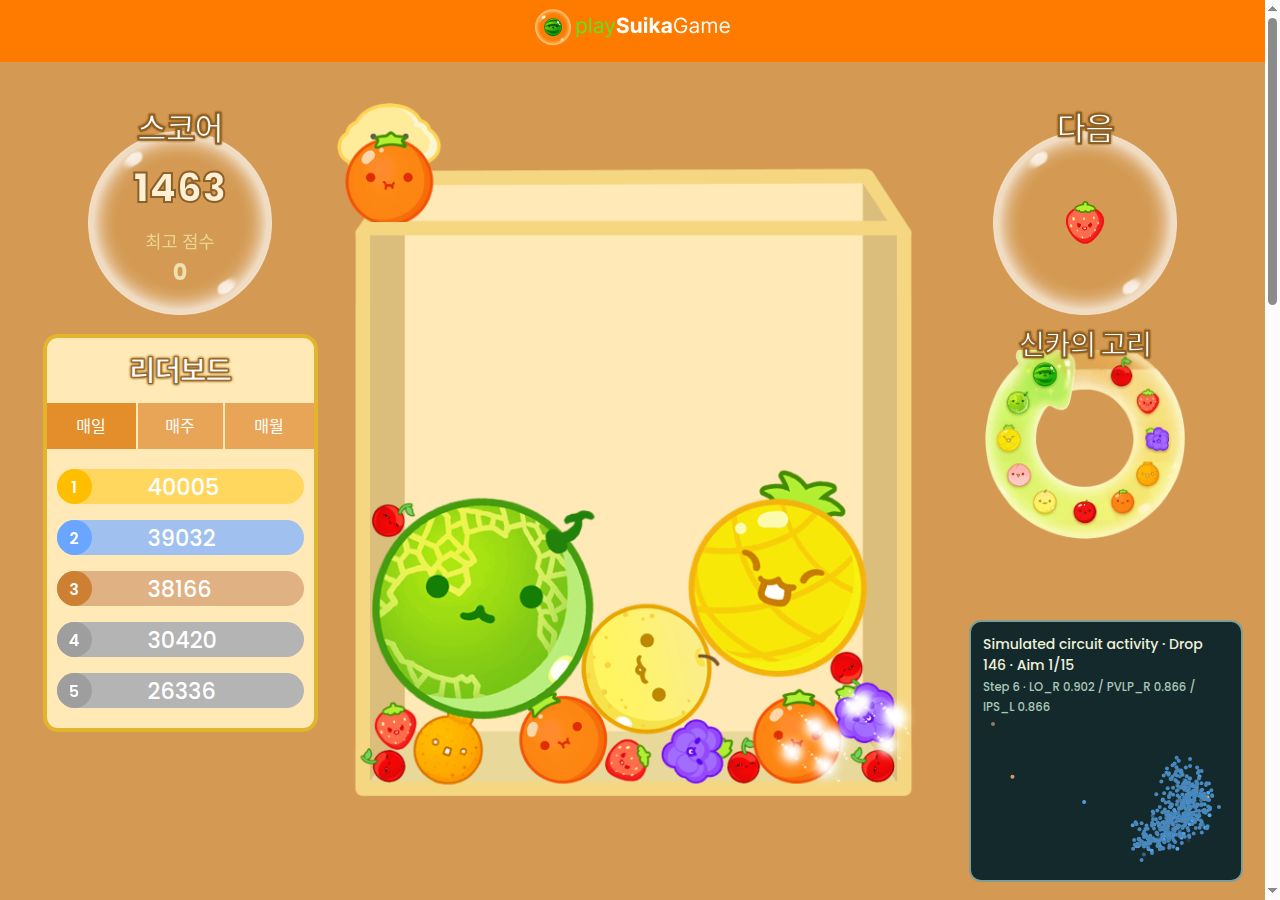 playSuikaGame
스코어
1463
최고 점수
0
리더보드
매일
매주
매월
1
40005
2
39032
3
38166
4
30420
5
26336
다음
신카의 고리
Simulated circuit activity · Drop
146 · Aim 1/15
Step 6 · LO_R 0.902 / PVLP_R 0.866 /
IPS_L 0.866